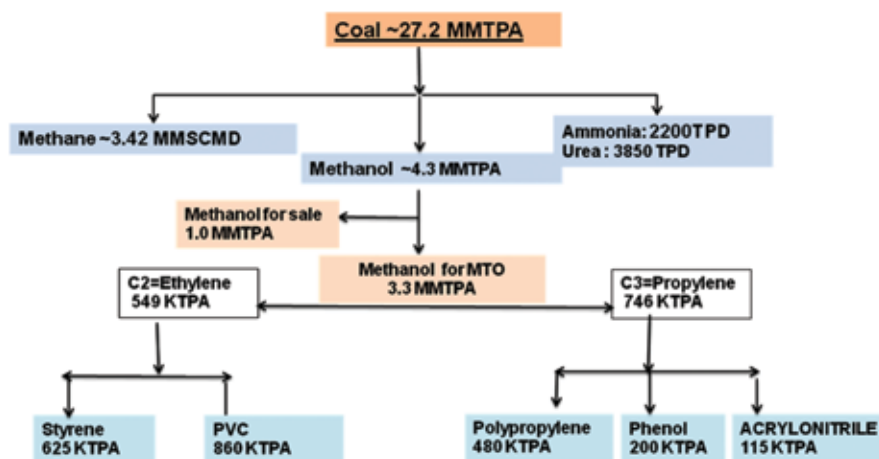 Coal ~27.2 MMTPA
Methane ~3.42 MMSCMD
Ammonia: 2200TPD
Urea : 3850 TPD
Methanol ~4.3 MMTPA
Methanol for sale
1.0 MMTPA
Methanol for MTO
3.3 MMTPA
C2=Ethylene
549 KTPA
C3=Propylene
746 KTPA
Styrene
625 KTPA
PVC
860 KTPA
Polypropylene
480 KTPA
Phenol
200 KTPA
ACRYLONITRILE
115 KTPA